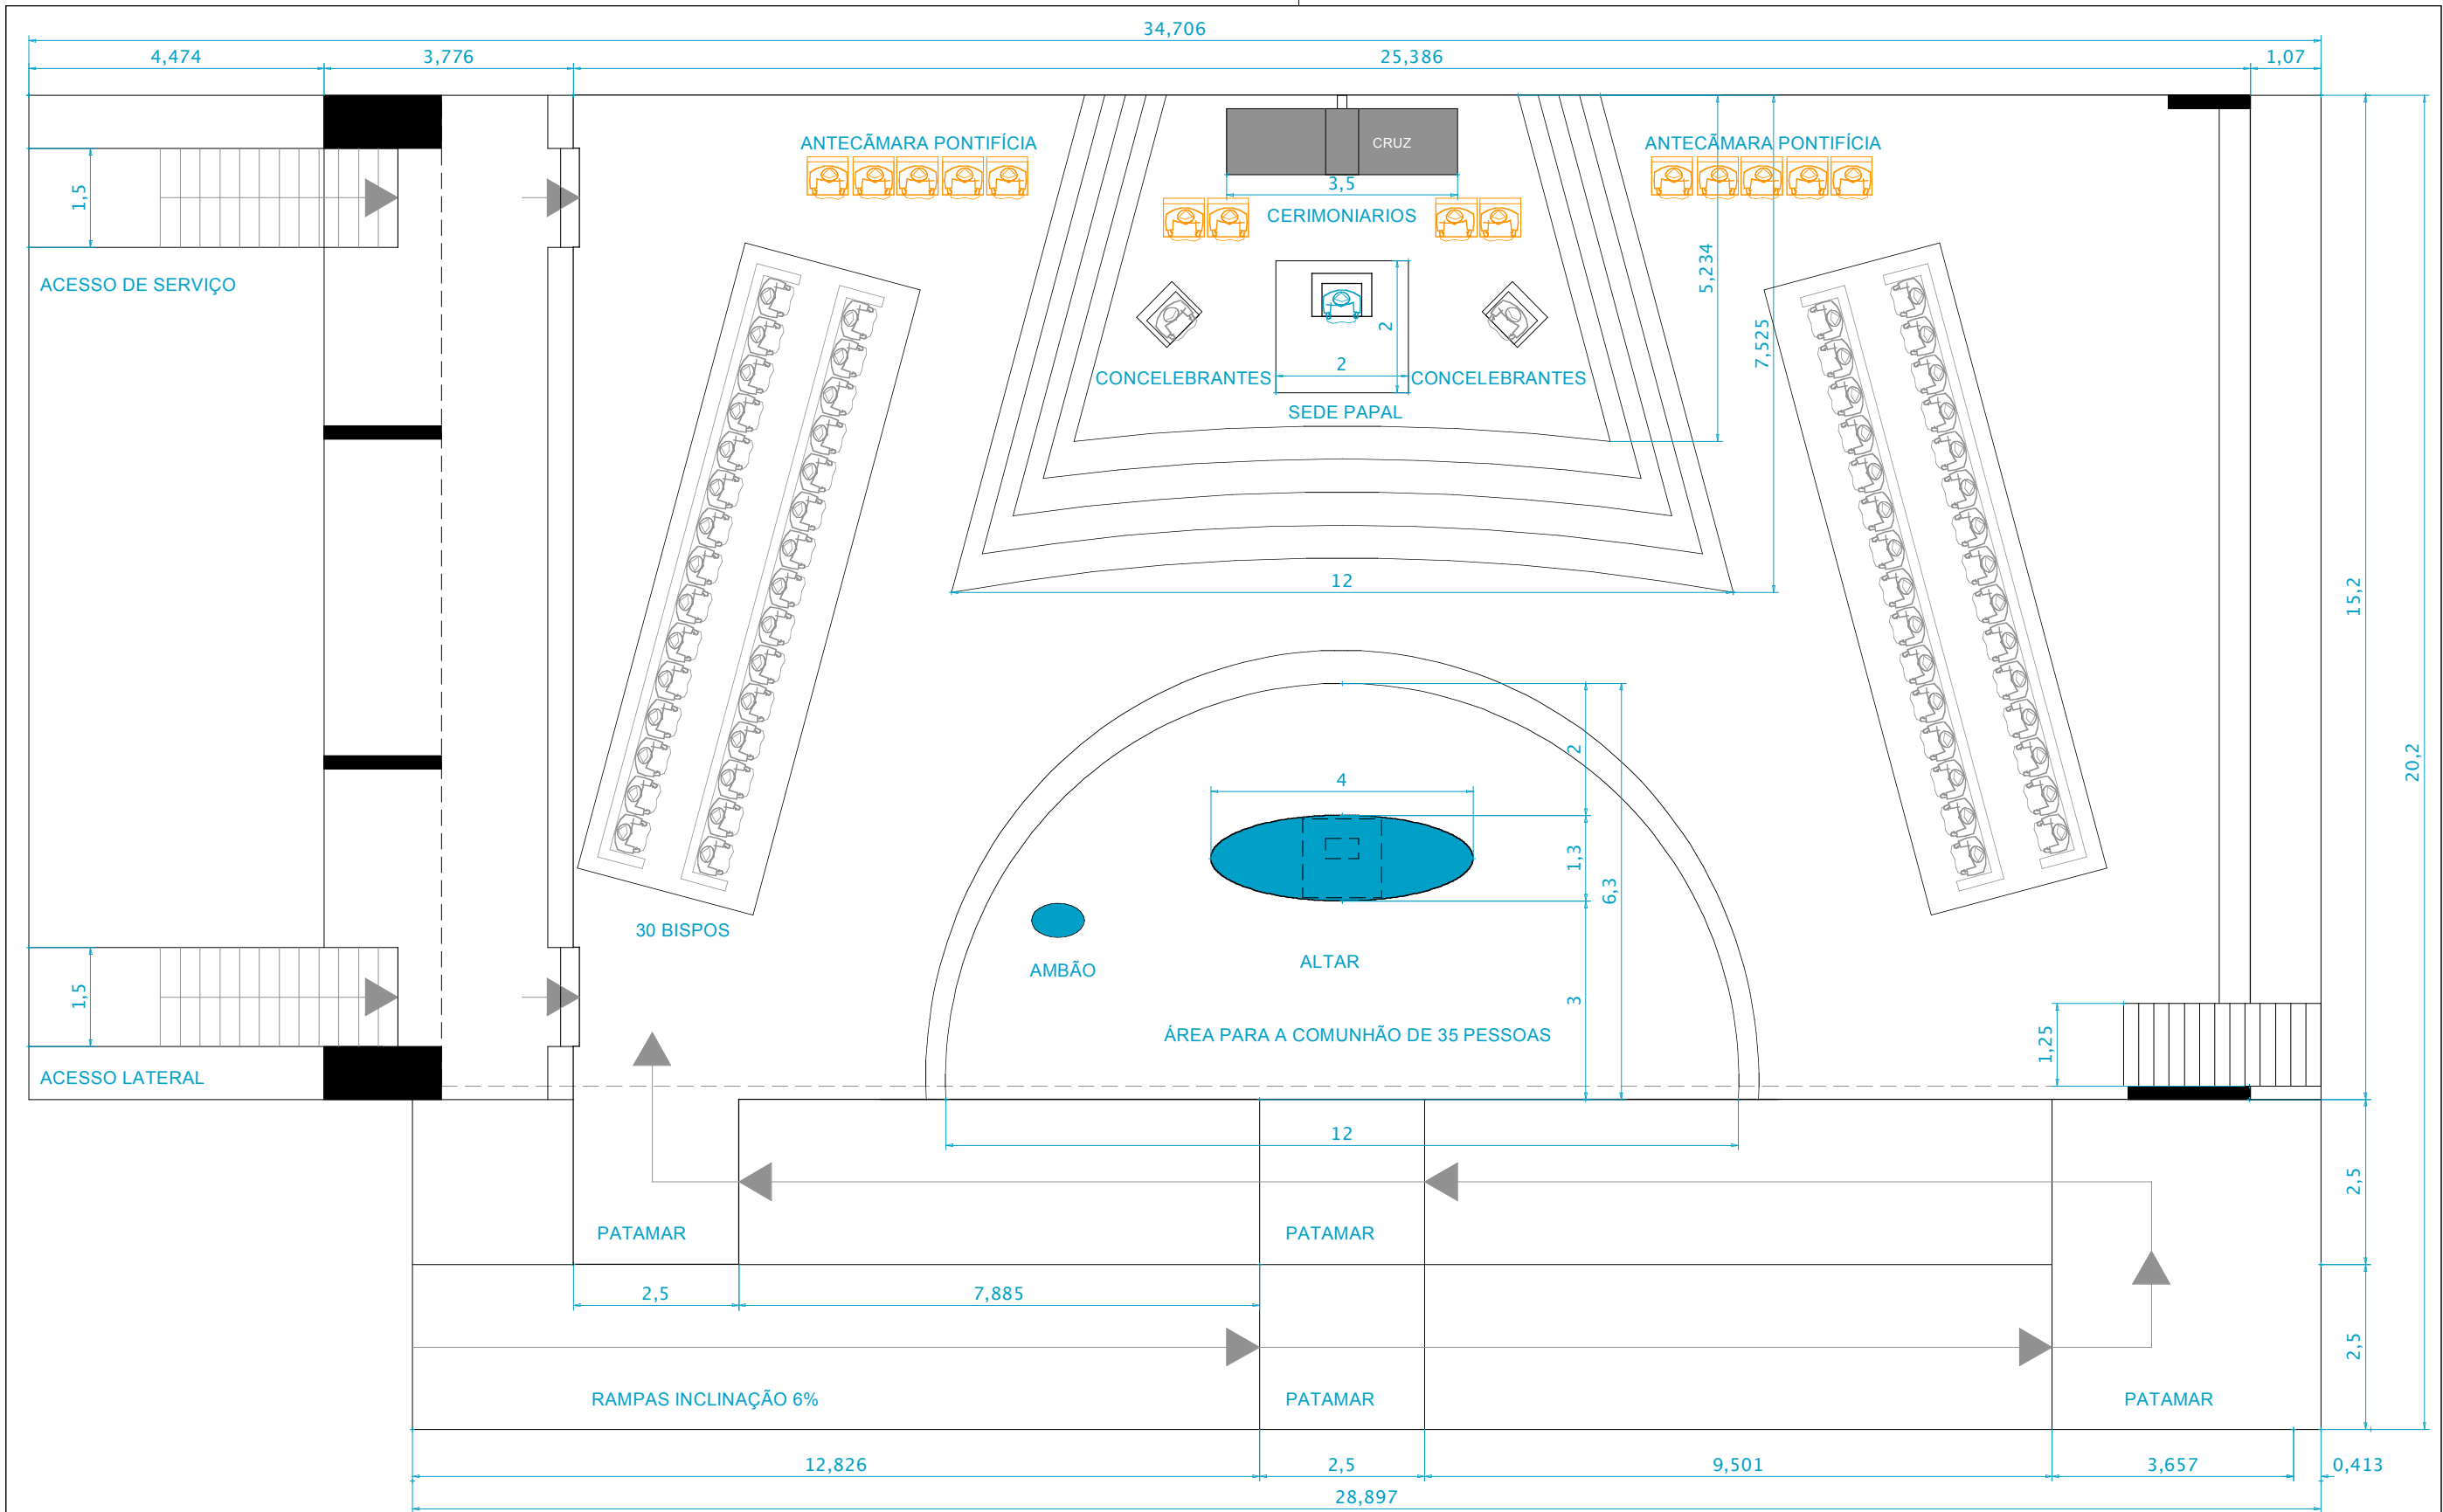 34,706
4,474
3,776
25,386
1,07
ANTECÃMARA PONTIFÍCIA
CRUZ
ANTECÃMARA PONTIFÍCIA
1,5
3,5
CERIMONIARIOS
5,234
ACESSO DE SERVIÇO
7,525
2
2
CONCELEBRANTES
CONCELEBRANTES
SEDE PAPAL
12
15,2
20,2
2
4
1,3
6,3
30 BISPOS
AMBÃO
ALTAR
1,5
3
ÁREA PARA A COMUNHÃO DE 35 PESSOAS
1,25
ACESSO LATERAL
12
2,5
PATAMAR
PATAMAR
2,5
7,885
2,5
RAMPAS INCLINAÇÃO 6%
PATAMAR
PATAMAR
12,826
2,5
9,501
3,657
0,413
28,897